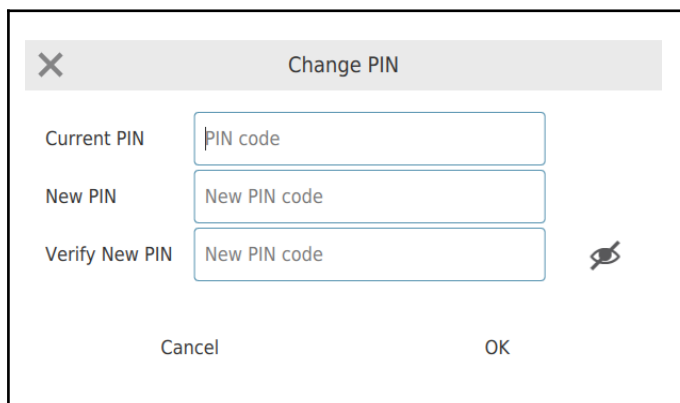 Change PIN
Current PIN PIN code
New PIN New PIN code
Verify New PIN New PIN code
Cancel OK